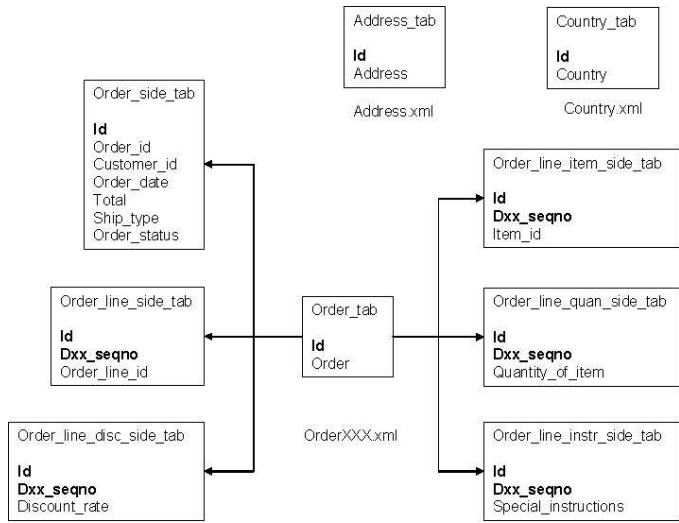 Address_tab
Id
Address
Address.xml
Country_tab
Id
Country
Country.xml
Order_side_tab
Id
Order_id
Customer_id
Order_date
Total
Ship_type
Order_status
Order_line_item_side_tab
Id
Dxx_seqno
Item_id
Order_line_side_tab
Id
Dxx_seqno
Order_line_id
Order_tab
Id
Order
OrderXXX.xml
Order_line_quan_side_tab
Id
Dxx_seqno
Quantity_of_item
Order_line_disc_side_tab
Id
Dxx_seqno
Discount_rate
Order_line_instr_side_tab
Id
Dxx_seqno
Special_instructions